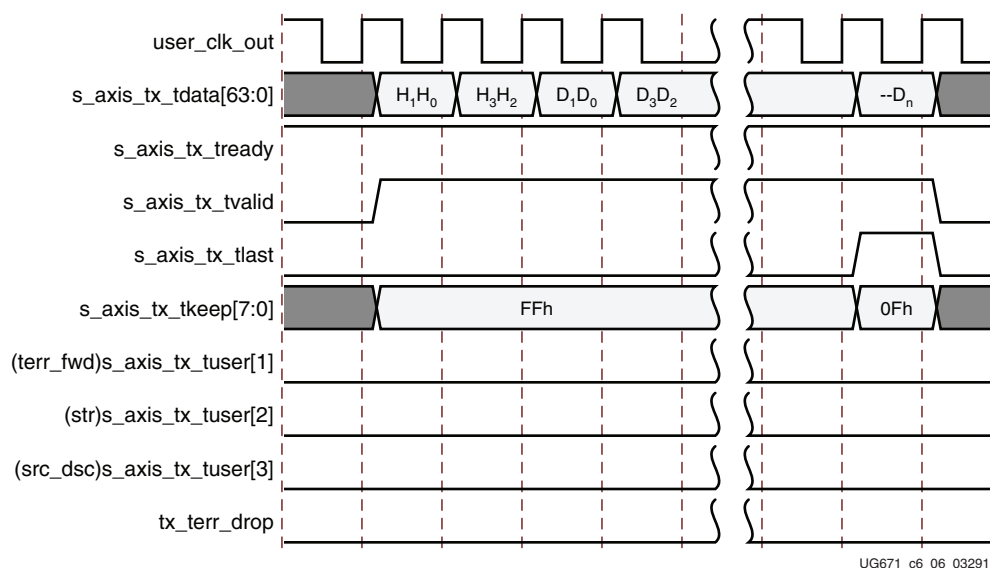 user_clk_out
s_axis_tx_tdata[63:0] H1H0 H3H2 D1D0 D3D2 --Dn
s_axis_tx_tready
s_axis_tx_tvalid
s_axis_tx_tlast
s_axis_tx_tkeep[7:0] FFh 0Fh
(terr_fwd)s_axis_tx_tuser[1]
(str)s_axis_tx_tuser[2]
(src_dsc)s_axis_tx_tuser[3]
tx_terr_drop
UG671_c6_06_03291